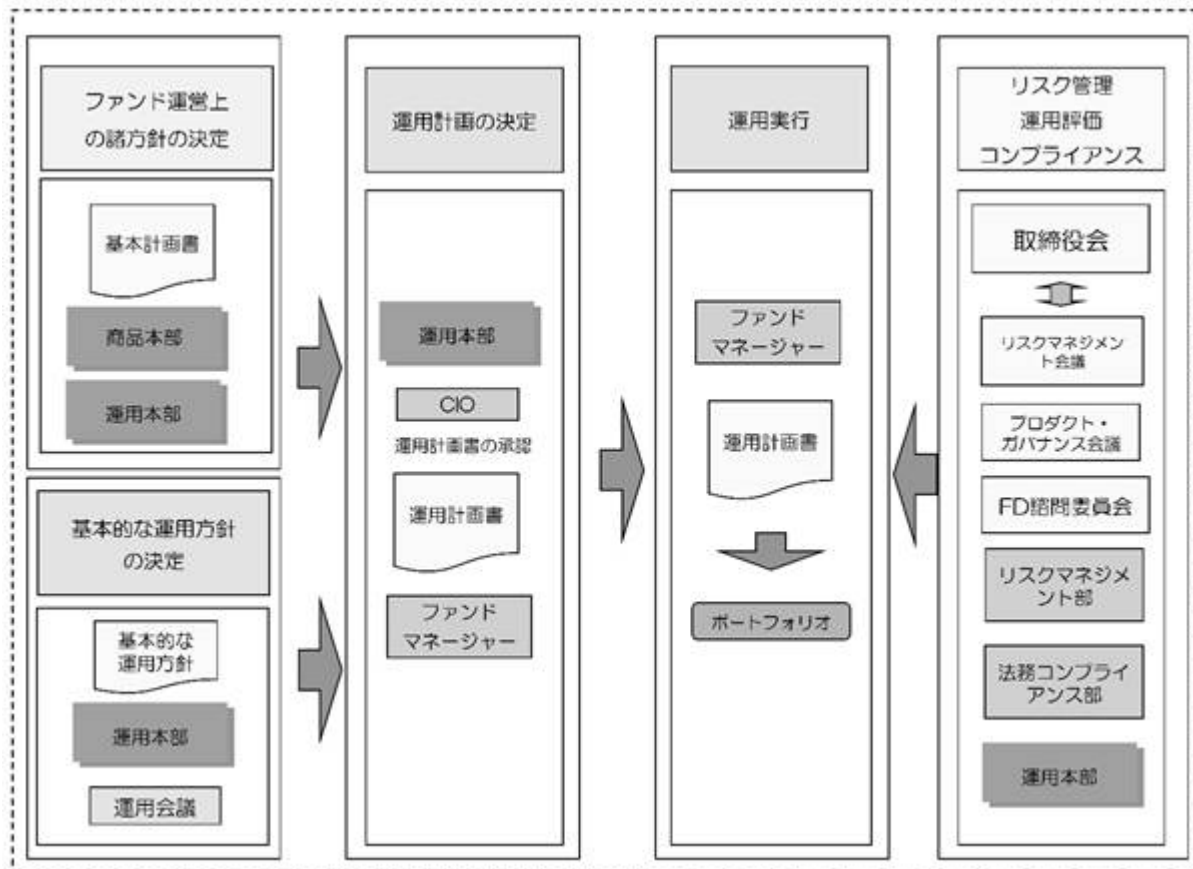 ファンド運営上
の諸方針の決定
基本計画書
商品本部
運用本部
基本的な運用方針
の決定
基本的な
運用方針
運用本部
運用会議
運用計画の決定
運用本部
CIO
運用計画書の承認
運用計画書
ファンド
マネージャー
運用実行
ファンド
マネージャー
運用計画書
ポートフォリオ
リスク管理
運用評価
コンプライアンス
取締役会
リスクマネジメン
ト会議
プロダクト・
ガバナンス会議
FD諮問委員会
リスクマネジメ
ント部
法務コンプライ
アンス部
運用本部